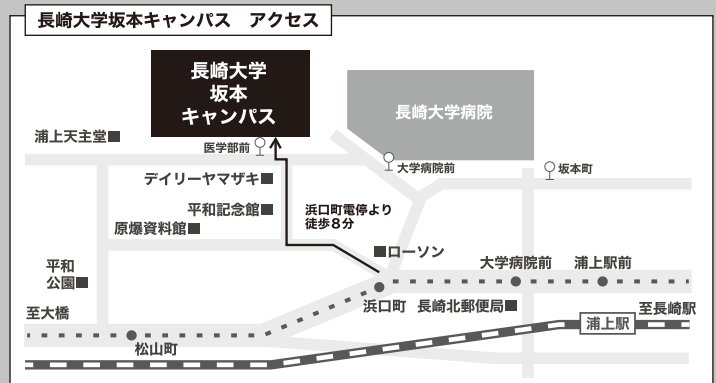 長崎大学坂本キャンパス　アクセス
長崎大学
坂本
キャンパス
長崎大学病院
浦上天主堂■
医学部前
大学病院前
坂本町
デイリーヤマザキ■
平和記念館■
原爆資料館■
浜口町電停より
徒歩8分
■ローソン
平和
公園■
大学病院前
浦上駅前
至大橋
浜口町
長崎北郵便局■
至長崎駅
浦上駅
松山町